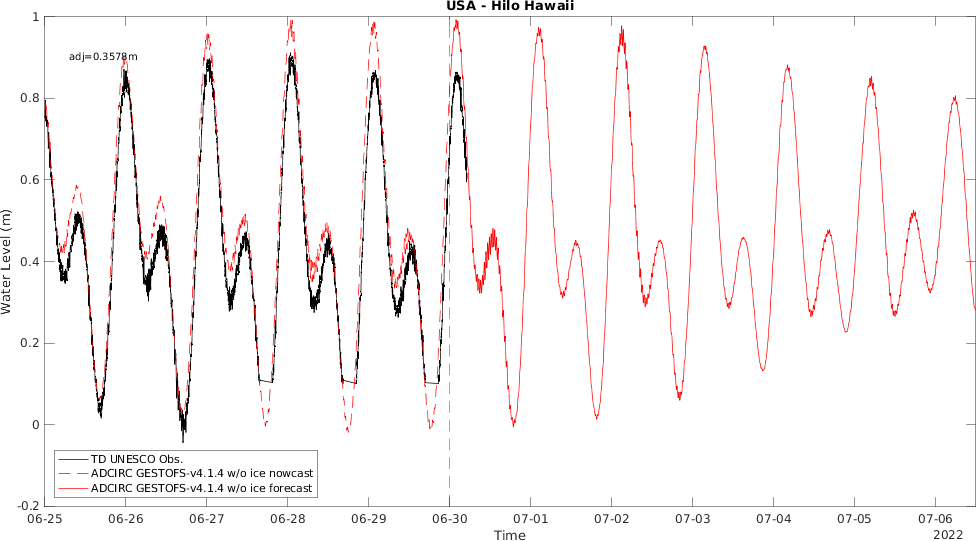 USA - Hilo Hawaii
adj=0.3578m
1
0.8
0.6
0.4
0.2
0
-0.2
Water Level (m)
TD UNESCO Obs.
ADCIRC GESTOFS-v4.1.4 w/o ice nowcast
ADCIRC GESTOFS-v4.1.4 w/o ice forecast
06-25 06-26 06-27 06-28 06-29 06-30 07-01 07-02 07-03 07-04 07-05 07-06
Time
2022